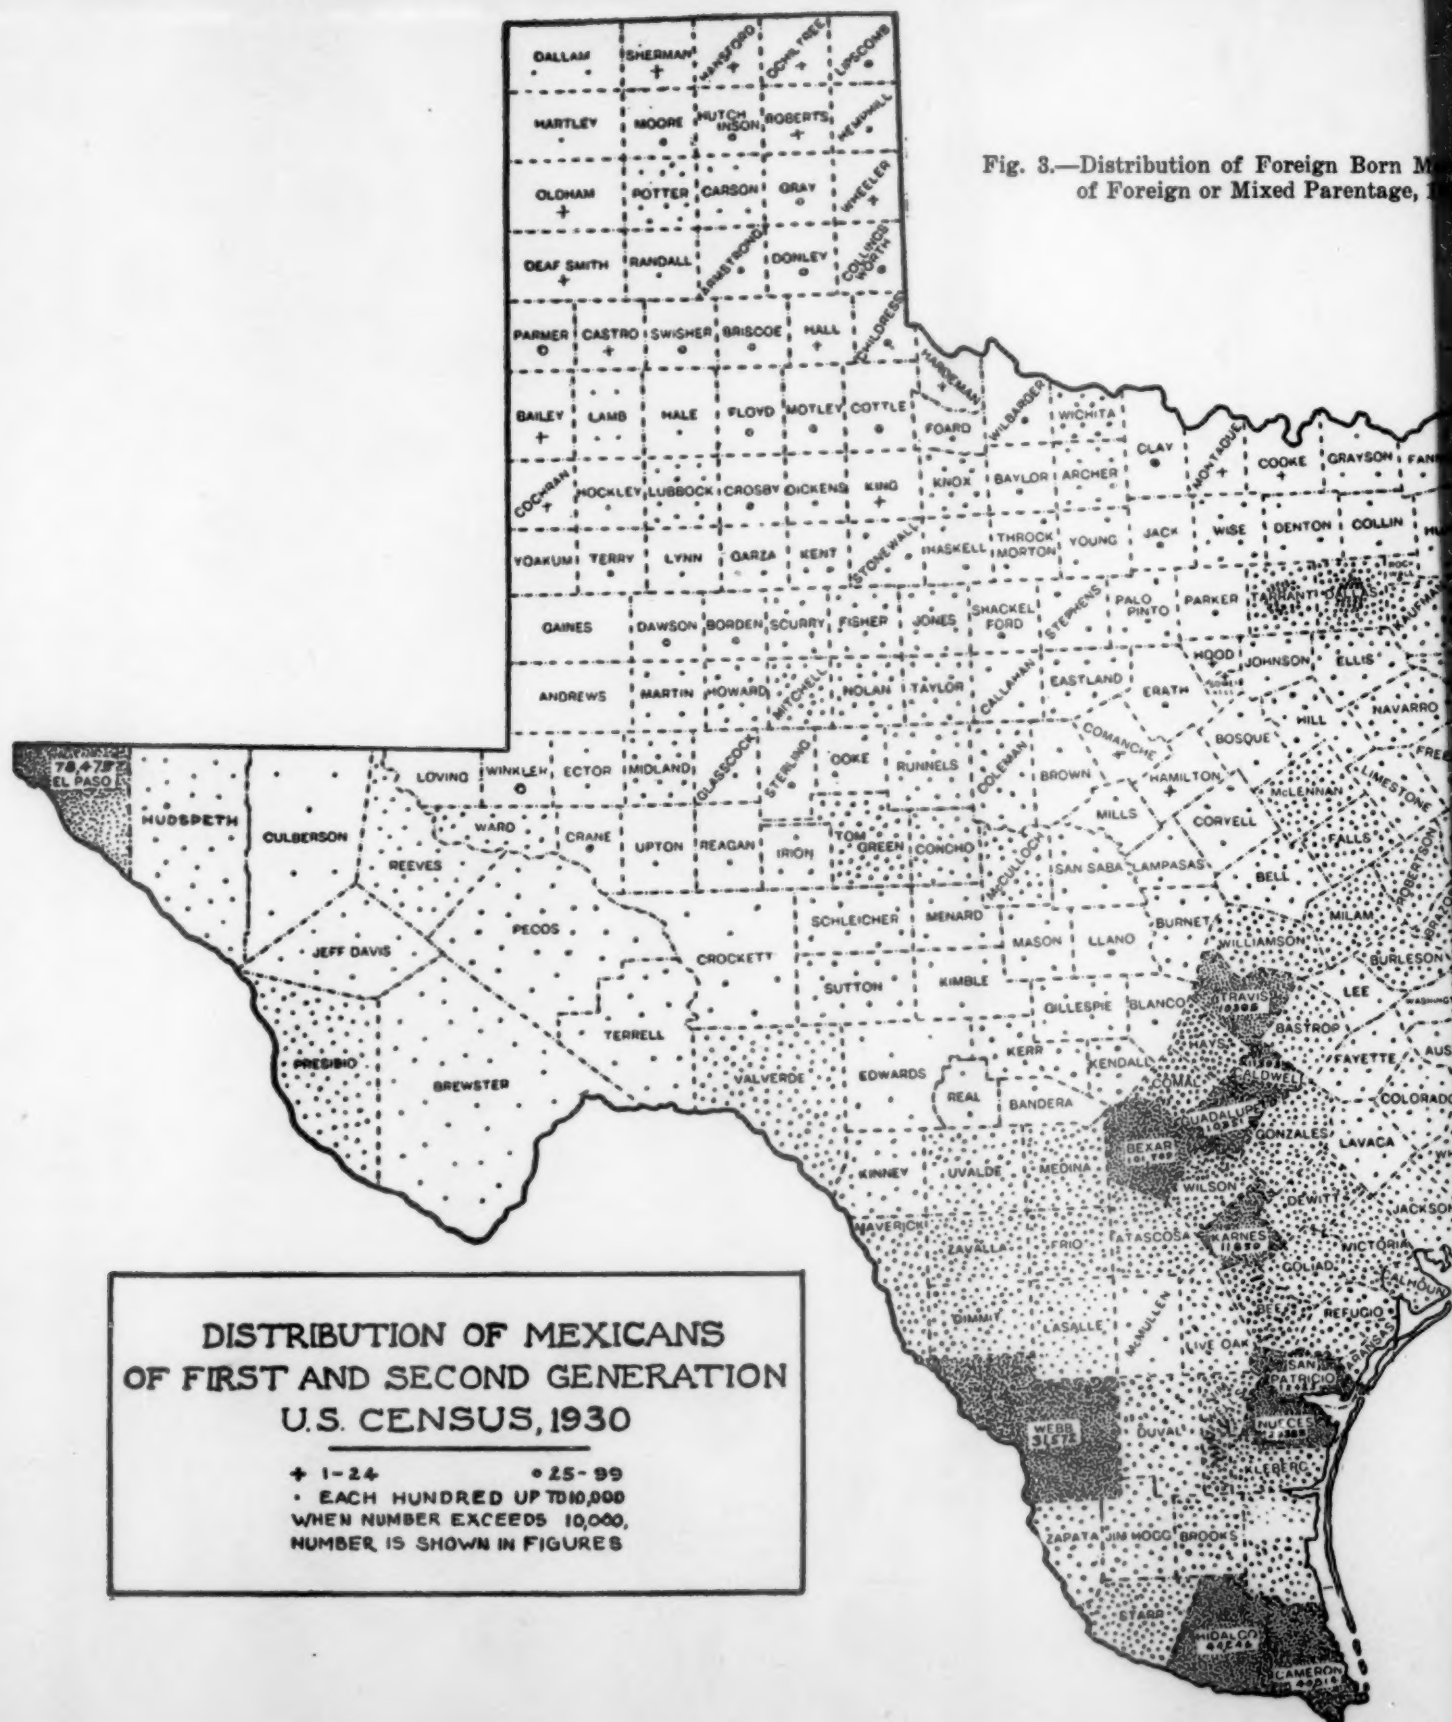 Fig. 3.—Distribution of Foreign Born
of Foreign or Mixed Parentage,
DALLAM SHERMAN HANSFORD OCHILTREE LIPSCOMB
HARTLEY MOORE HUTCHINSON ROBERTS HEMPHILL
OLDHAM POTTER CARSON GRAY WHEELER
DEAF SMITH RANDALL ARMSTRONG DONLEY COLLINGSWORTH
PARMER CASTRO SWISHER BRISCOE HALL CHILDRESS
HARDEMAN
BAILEY LAMB HALE FLOYD MOTLEY COTTLE FOARD WILBARGER WICHITA
CLAY MONTAGUE COOKE GRAYSON
COCHRAN HOCKLEY LUBBOCK CROSBY DICKENS KING KNOX BAYLOR ARCHER
YOAKUM TERRY LYNN GARZA KENT STONEWALL HASKELL THROCK MORTON YOUNG JACK WISE DENTON COLLIN
GAINES DAWSON BORDEN SCURRY FISHER JONES SHACKEL FORD STEPHENS PALO PINTO PARKER TARRANT DALLAS KAUFMAN
ANDREWS MARTIN HOWARD MITCHELL NOLAN TAYLOR CALLAHAN EASTLAND ERATH HOOD JOHNSON ELLIS
HILL NAVARRO
78,475
EL PASO
HUDSPETH CULBERSON LOVING WINKLER ECTOR MIDLAND GLASSCOCK STERLING COKE RUNNELS COLEMAN BROWN COMANCHE HAMILTON BOSQUE McLENNAN LIMESTONE
REEVES WARD CRANE UPTON REAGAN IRION TOM GREEN CONCHO McCULLOCH SAN SABA MILLS LAMPASAS CORYELL BELL FALLS ROBERTSON
JEFF DAVIS PECOS CROCKETT SCHLEICHER MENARD MASON LLANO BURNET WILLIAMSON MILAM
SUTTON KIMBLE GILLESPIE BLANCO TRAVIS BURLESON LEE
PRESIDIO BREWSTER TERRELL VALVERDE EDWARDS KERR KENDALL HAYS BASTROP FAYETTE
REAL BANDERA COMAL CALDWELL COLORADO
KINNEY UVALDE MEDINA BEXAR GUADALUPE GONZALES LAVACA
WILSON DEWITT JACKSON
MAVERICK ZAVALLA FRIO ATASCOSA KARNES VICTORIA
GOLIAD CALHOUN
DIMMIT LASALLE McMULLEN LIVE OAK BEE REFUGIO ARANSAS
SAN PATRICIO
WEBB DUVAL NUECES
31,572
KLEBERG
ZAPATA JIM HOGG BROOKS
STARR HIDALGO
CAMERON
DISTRIBUTION OF MEXICANS
OF FIRST AND SECOND GENERATION
U.S. CENSUS, 1930
+ 1-24 ∘ 25-99
• EACH HUNDRED UP TO 10,000
WHEN NUMBER EXCEEDS 10,000,
NUMBER IS SHOWN IN FIGURES